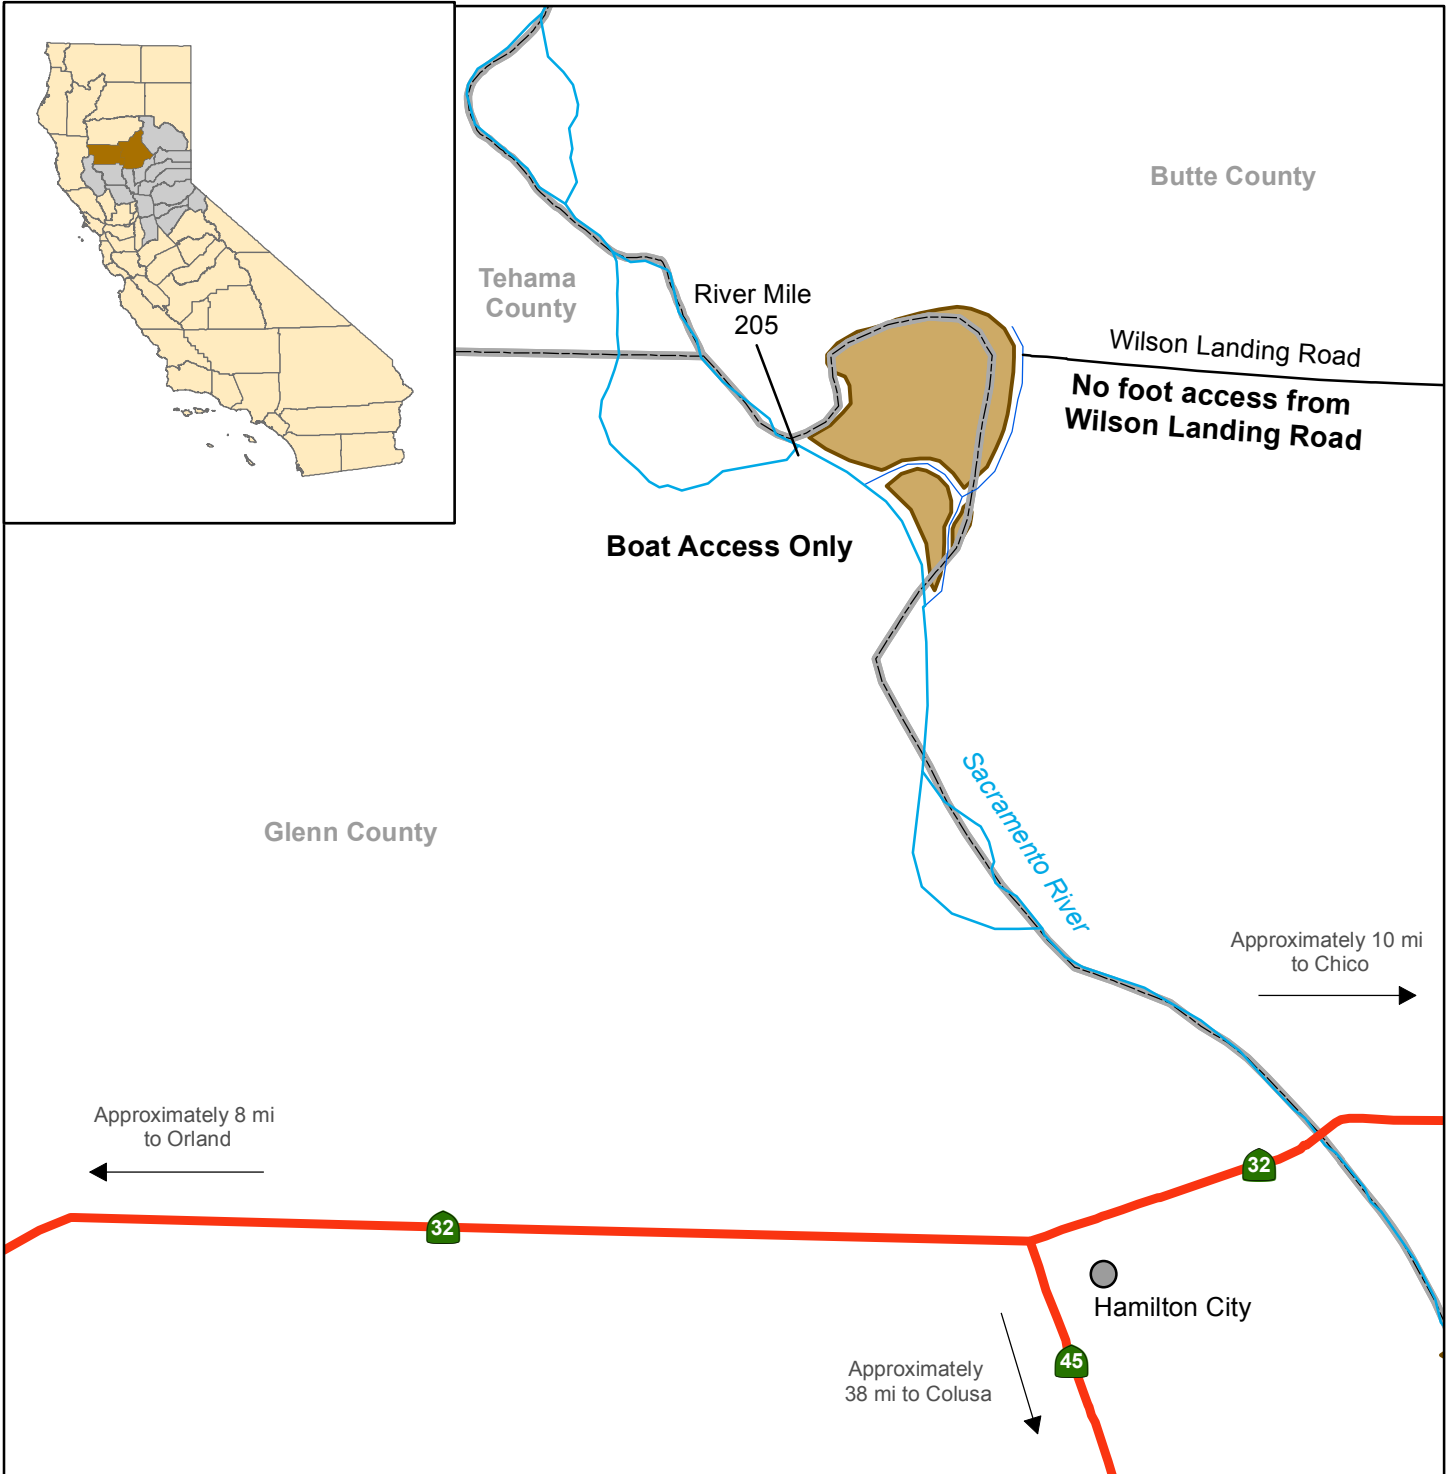 Butte County
Tehama
County
River Mile
205
Wilson Landing Road
No foot access from
Wilson Landing Road
Boat Access Only
Sacramento River
Glenn County
Approximately 10 mi
to Chico
Approximately 8 mi
to Orland
32
32
Hamilton City
45
Approximately
38 mi to Colusa